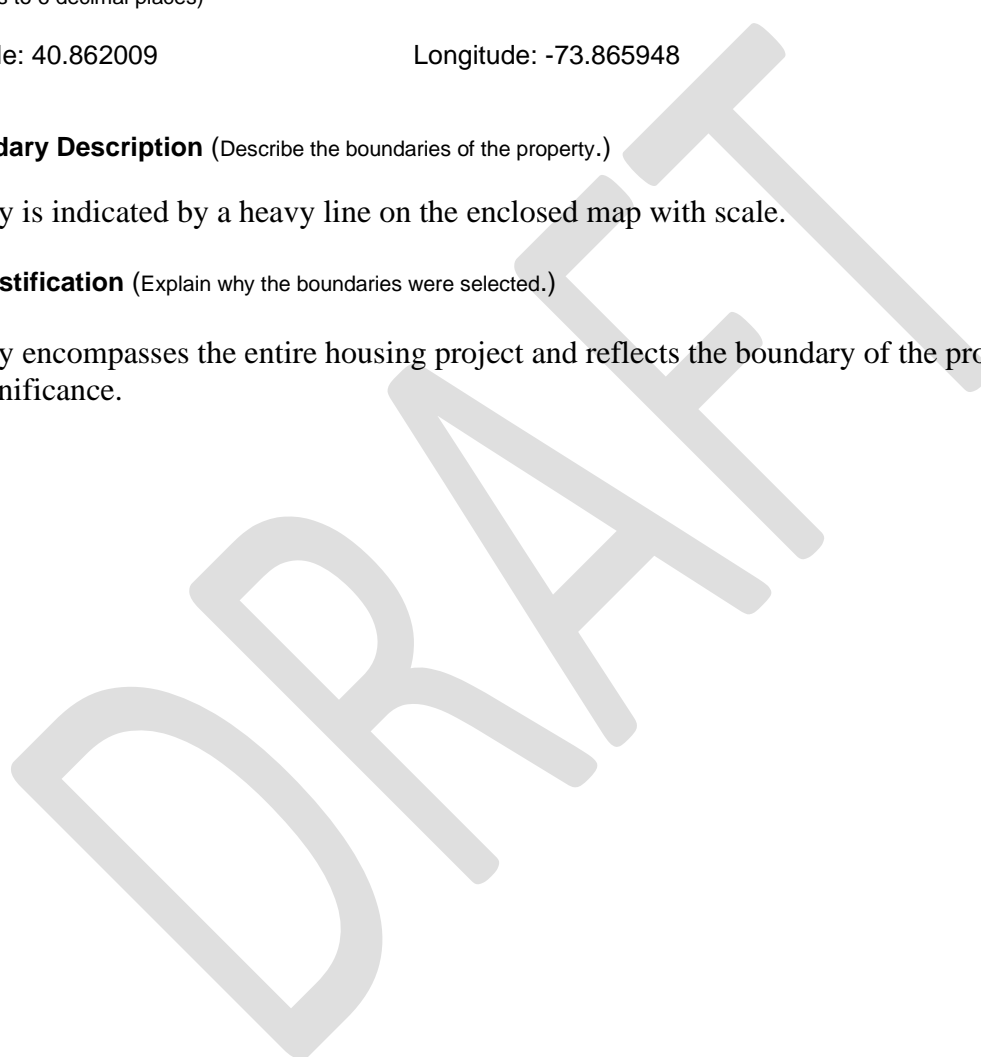 s to 6 decimal places)
le: 40.862009 Longitude: -73.865948
dary Description (Describe the boundaries of the property.)
y is indicated by a heavy line on the enclosed map with scale.
stification (Explain why the boundaries were selected.)
y encompasses the entire housing project and reflects the boundary of the pro
nificance.
DRAFT